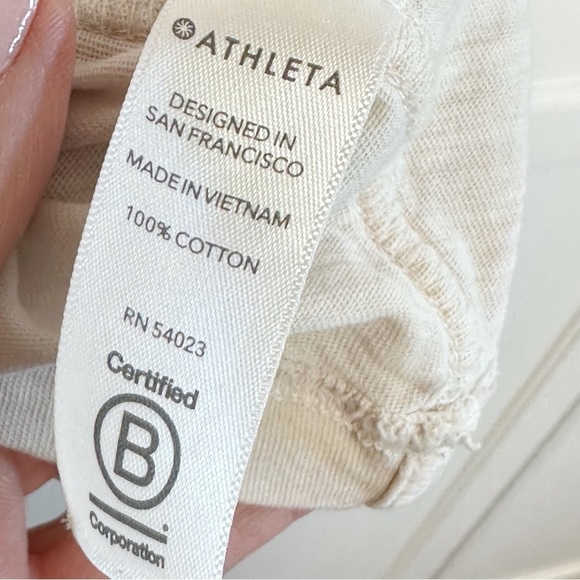 ATHLETA
DESIGNED IN
SAN FRANCISCO
MADE IN VIETNAM
100% COTTON
RN 54023
Certified
B
Corporation